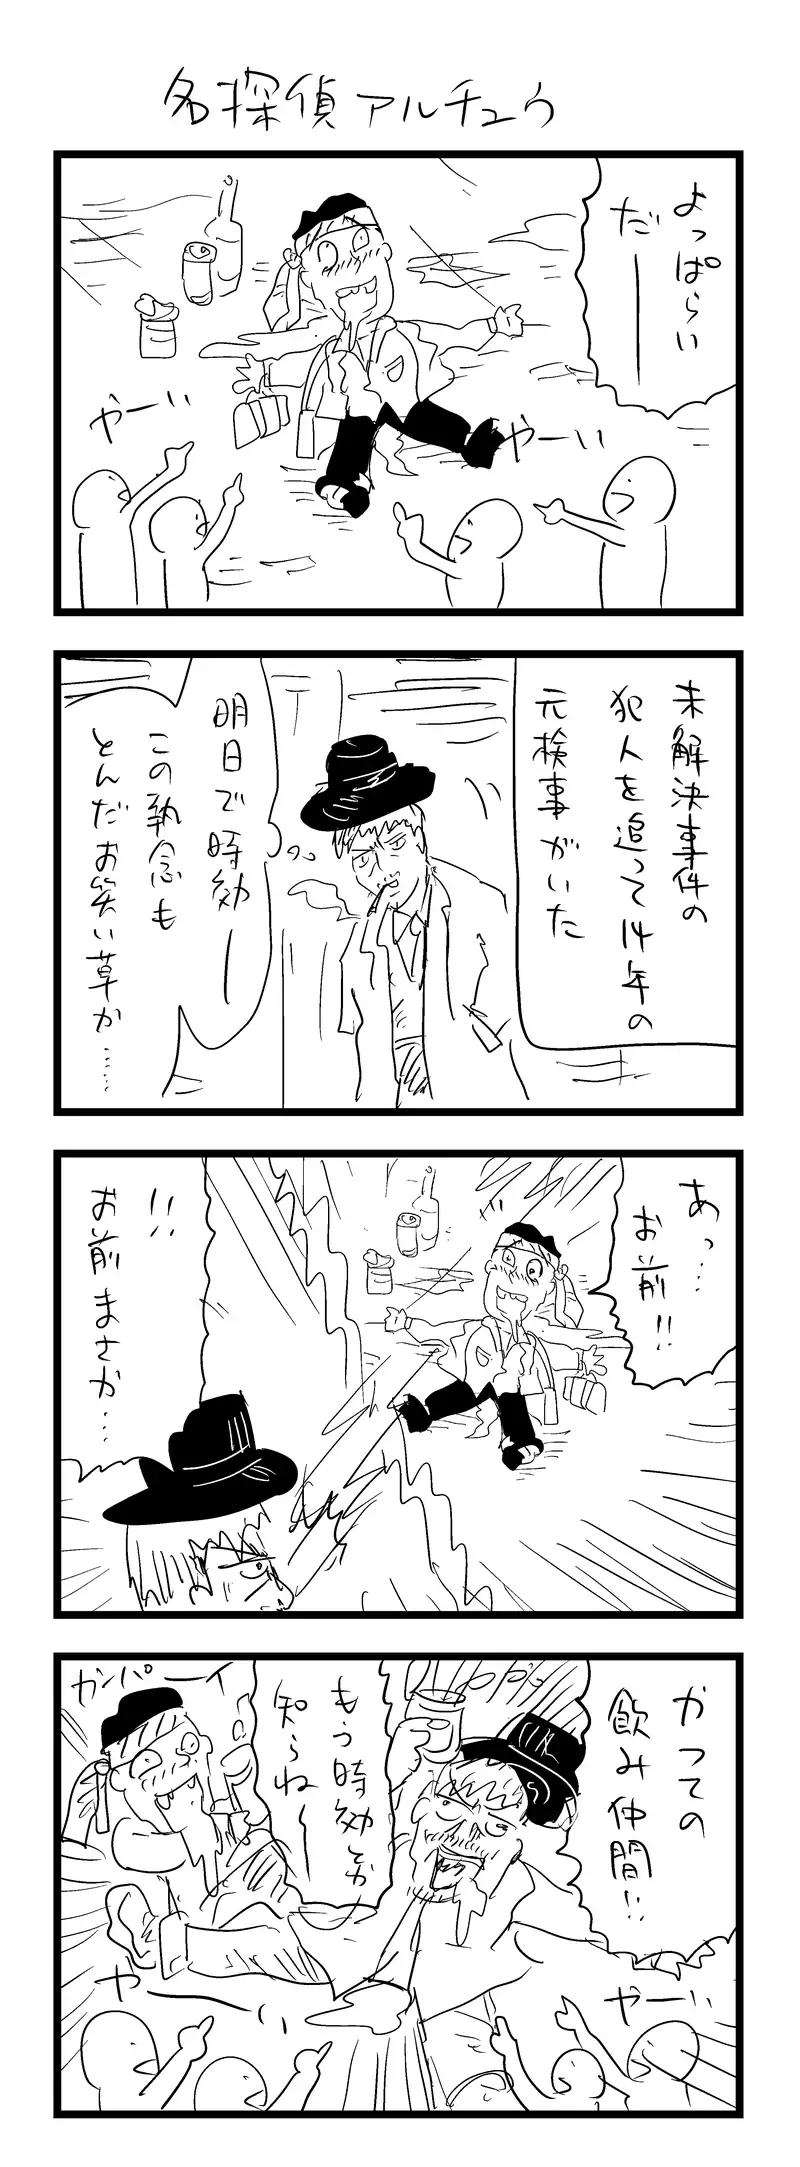 名探偵アルチュウ
よっぱらい
だーー
やーい
やーい
未解決事件の
犯人を追って14年の
元検事がいた
明日で時効ー
この執念も
とんだお笑い草か……
あっ…
お前!!
!!
お前まさか…
かつての
飲み仲間!!
もう時効とか
知らねー
カンパーイ
やーい
やーい